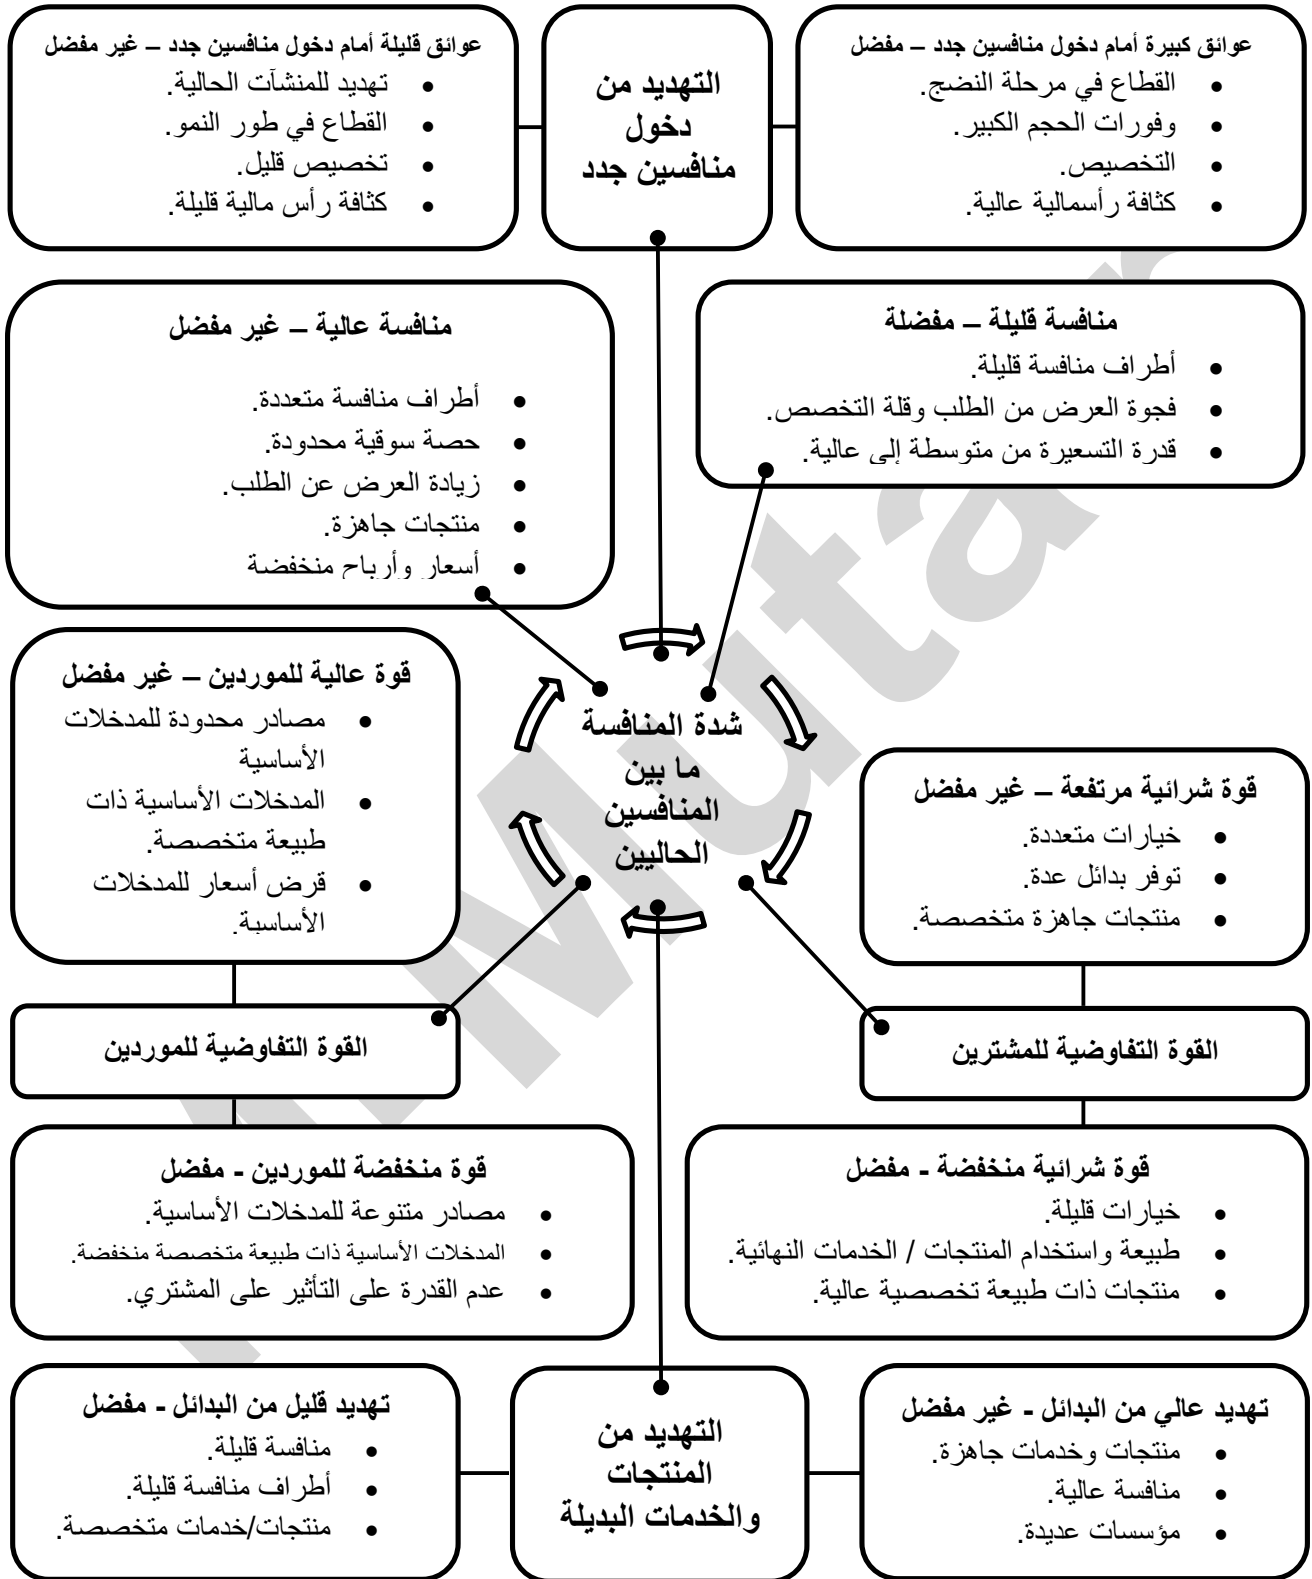 عوائق كبيرة أمام دخول منافسين جدد – مفضل
• القطاع في مرحلة النضج.
• وفورات الحجم الكبير.
• التخصيص.
• كثافة رأسمالية عالية.
التهديد من
دخول
منافسين جدد
عوائق قليلة أمام دخول منافسين جدد – غير مفضل
• تهديد للمنشآت الحالية.
• القطاع في طور النمو.
• تخصيص قليل.
• كثافة رأس مالية قليلة.
منافسة قليلة – مفضلة
• أطراف منافسة قليلة.
• فجوة العرض من الطلب وقلة التخصص.
• قدرة التسعيرة من متوسطة إلى عالية.
منافسة عالية – غير مفضل
• أطراف منافسة متعددة.
• حصة سوقية محدودة.
• زيادة العرض عن الطلب.
• منتجات جاهزة.
• أسعار وأرباح منخفضة
شدة المنافسة
ما بين
المنافسين
الحاليين
قوة شرائية مرتفعة – غير مفضل
• خيارات متعددة.
• توفر بدائل عدة.
• منتجات جاهزة متخصصة.
قوة عالية للموردين – غير مفضل
• مصادر محدودة للمدخلات
الأساسية
• المدخلات الأساسية ذات
طبيعة متخصصة.
• قرض أسعار للمدخلات
الأساسية.
القوة التفاوضية للمشترين
القوة التفاوضية للموردين
قوة شرائية منخفضة - مفضل
• خيارات قليلة.
• طبيعة واستخدام المنتجات / الخدمات النهائية.
• منتجات ذات طبيعة تخصصية عالية.
قوة منخفضة للموردين - مفضل
• مصادر متنوعة للمدخلات الأساسية.
• المدخلات الأساسية ذات طبيعة متخصصة منخفضة.
• عدم القدرة على التأثير على المشتري.
تهديد عالي من البدائل - غير مفضل
• منتجات وخدمات جاهزة.
• منافسة عالية.
• مؤسسات عديدة.
التهديد من
المنتجات
والخدمات البديلة
تهديد قليل من البدائل - مفضل
• منافسة قليلة.
• أطراف منافسة قليلة.
• منتجات/خدمات متخصصة.